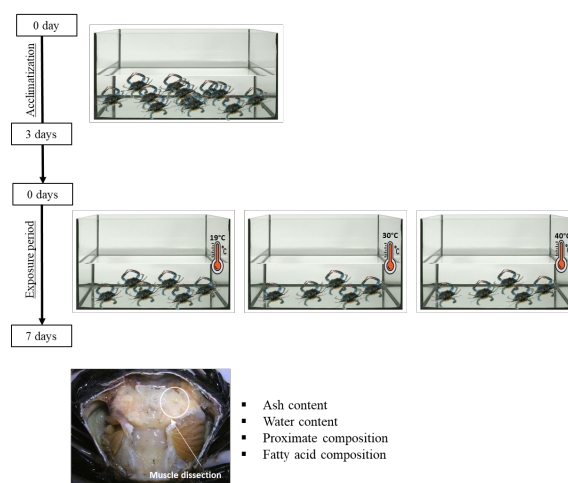 0 day
Acclimatization
3 days
0 days
Exposure period
19°C
°C
30°C
°C
40°C
°C
7 days
Muscle dissection
▪ Ash content
▪ Water content
▪ Proximate composition
▪ Fatty acid composition